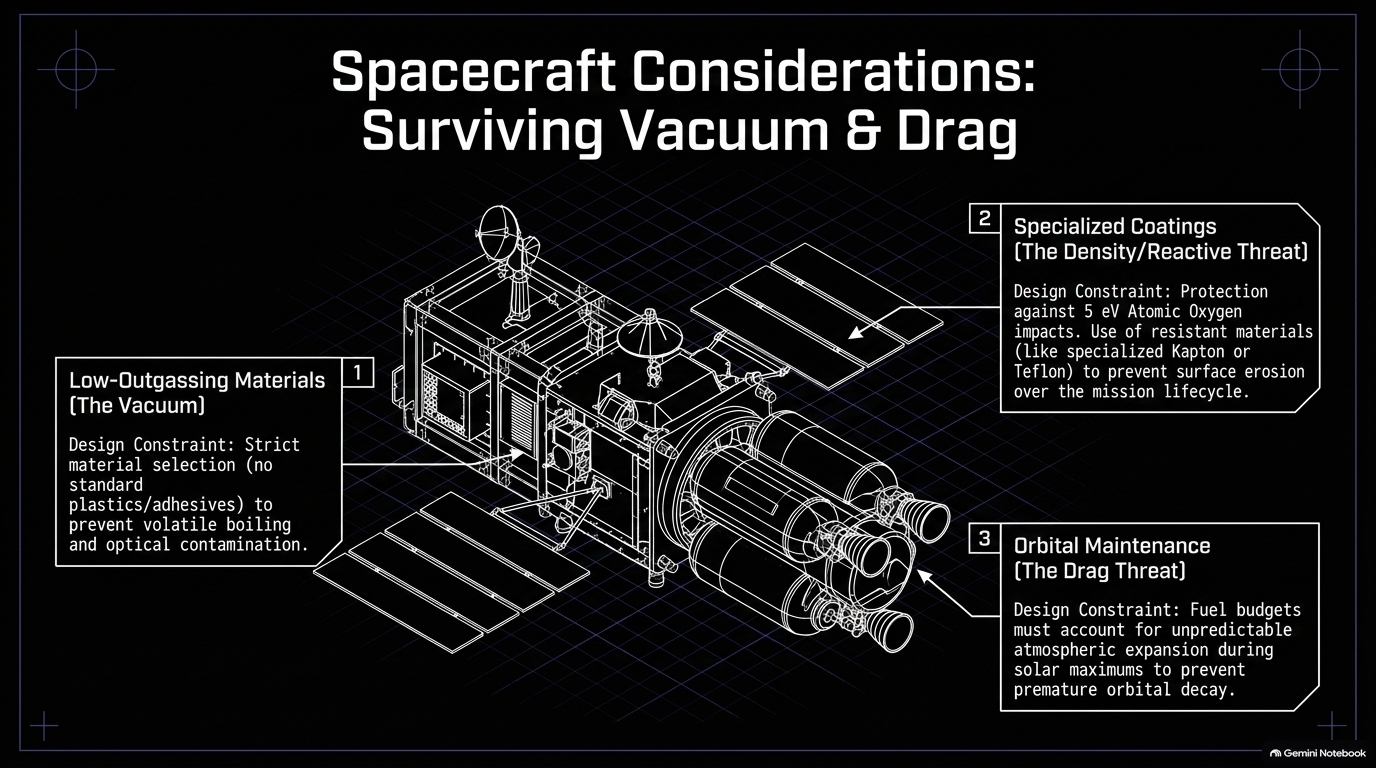 Spacecraft Considerations:
Surviving Vacuum & Drag
1
Low-Outgassing Materials
(The Vacuum)
Design Constraint: Strict
material selection (no
standard
plastics/adhesives) to
prevent volatile boiling
and optical contamination.
2
Specialized Coatings
(The Density/Reactive Threat)
Design Constraint: Protection
against 5 eV Atomic Oxygen
impacts. Use of resistant materials
(like specialized Kapton or
Teflon) to prevent surface erosion
over the mission lifecycle.
3
Orbital Maintenance
(The Drag Threat)
Design Constraint: Fuel budgets
must account for unpredictable
atmospheric expansion during
solar maximums to prevent
premature orbital decay.
Gemini Notebook